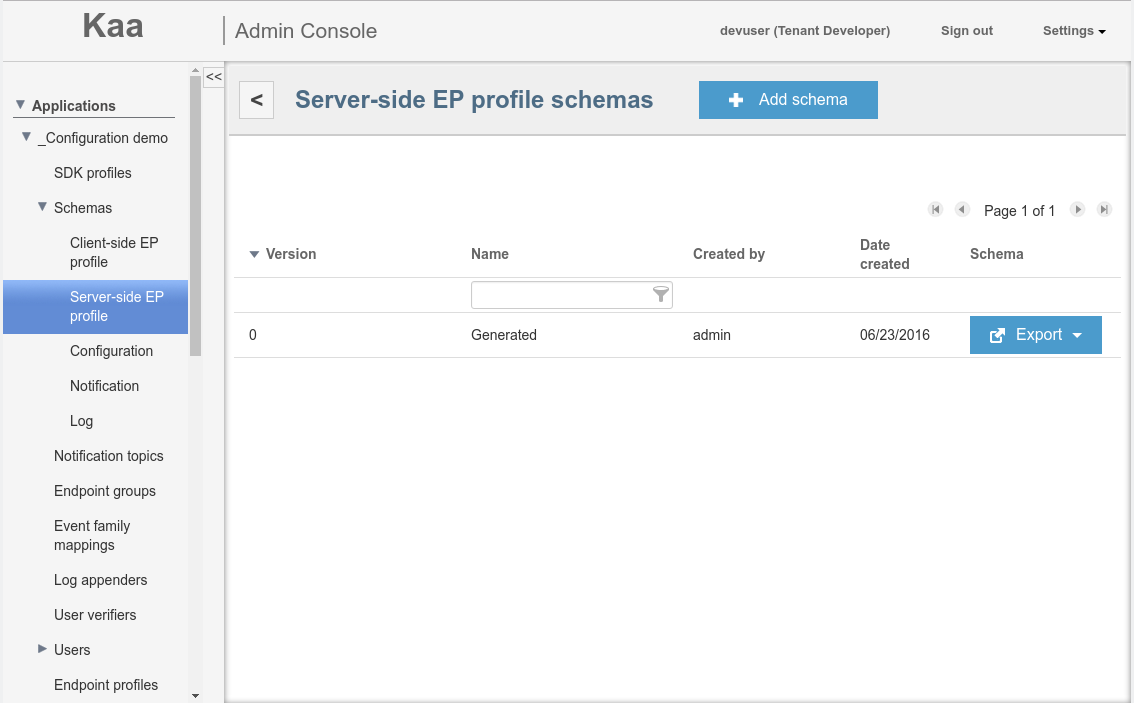 Kaa
Admin Console
devuser (Tenant Developer)
Sign out
Settings
<<
Applications
_Configuration demo
SDK profiles
Schemas
Client-side EP
profile
Server-side EP
profile
Configuration
Notification
Log
Notification topics
Endpoint groups
Event family
mappings
Log appenders
User verifiers
Users
Endpoint profiles
<
Server-side EP profile schemas
Add schema
Page 1 of 1
Version
Name
Created by
Date
created
Schema
0
Generated
admin
06/23/2016
Export